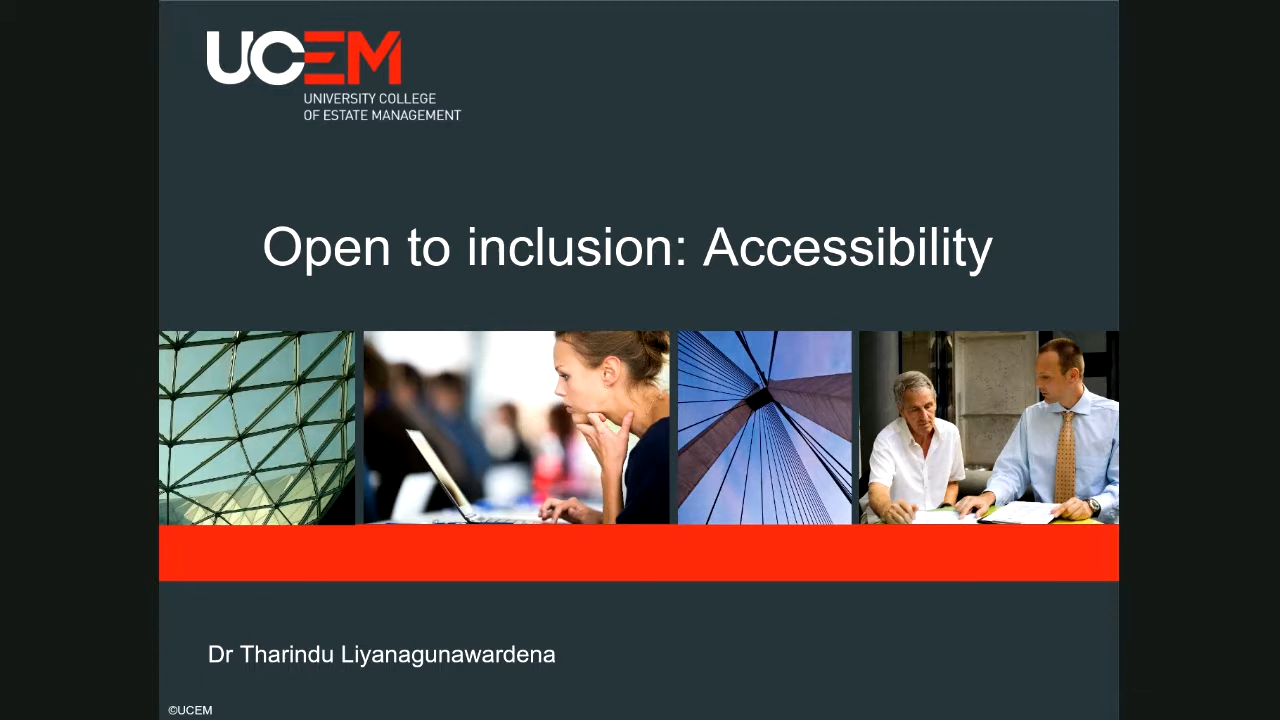 UCEM
UNIVERSITY COLLEGE
OF ESTATE MANAGEMENT
Open to inclusion: Accessibility
Dr Tharindu Liyanagunawardena
©UCEM